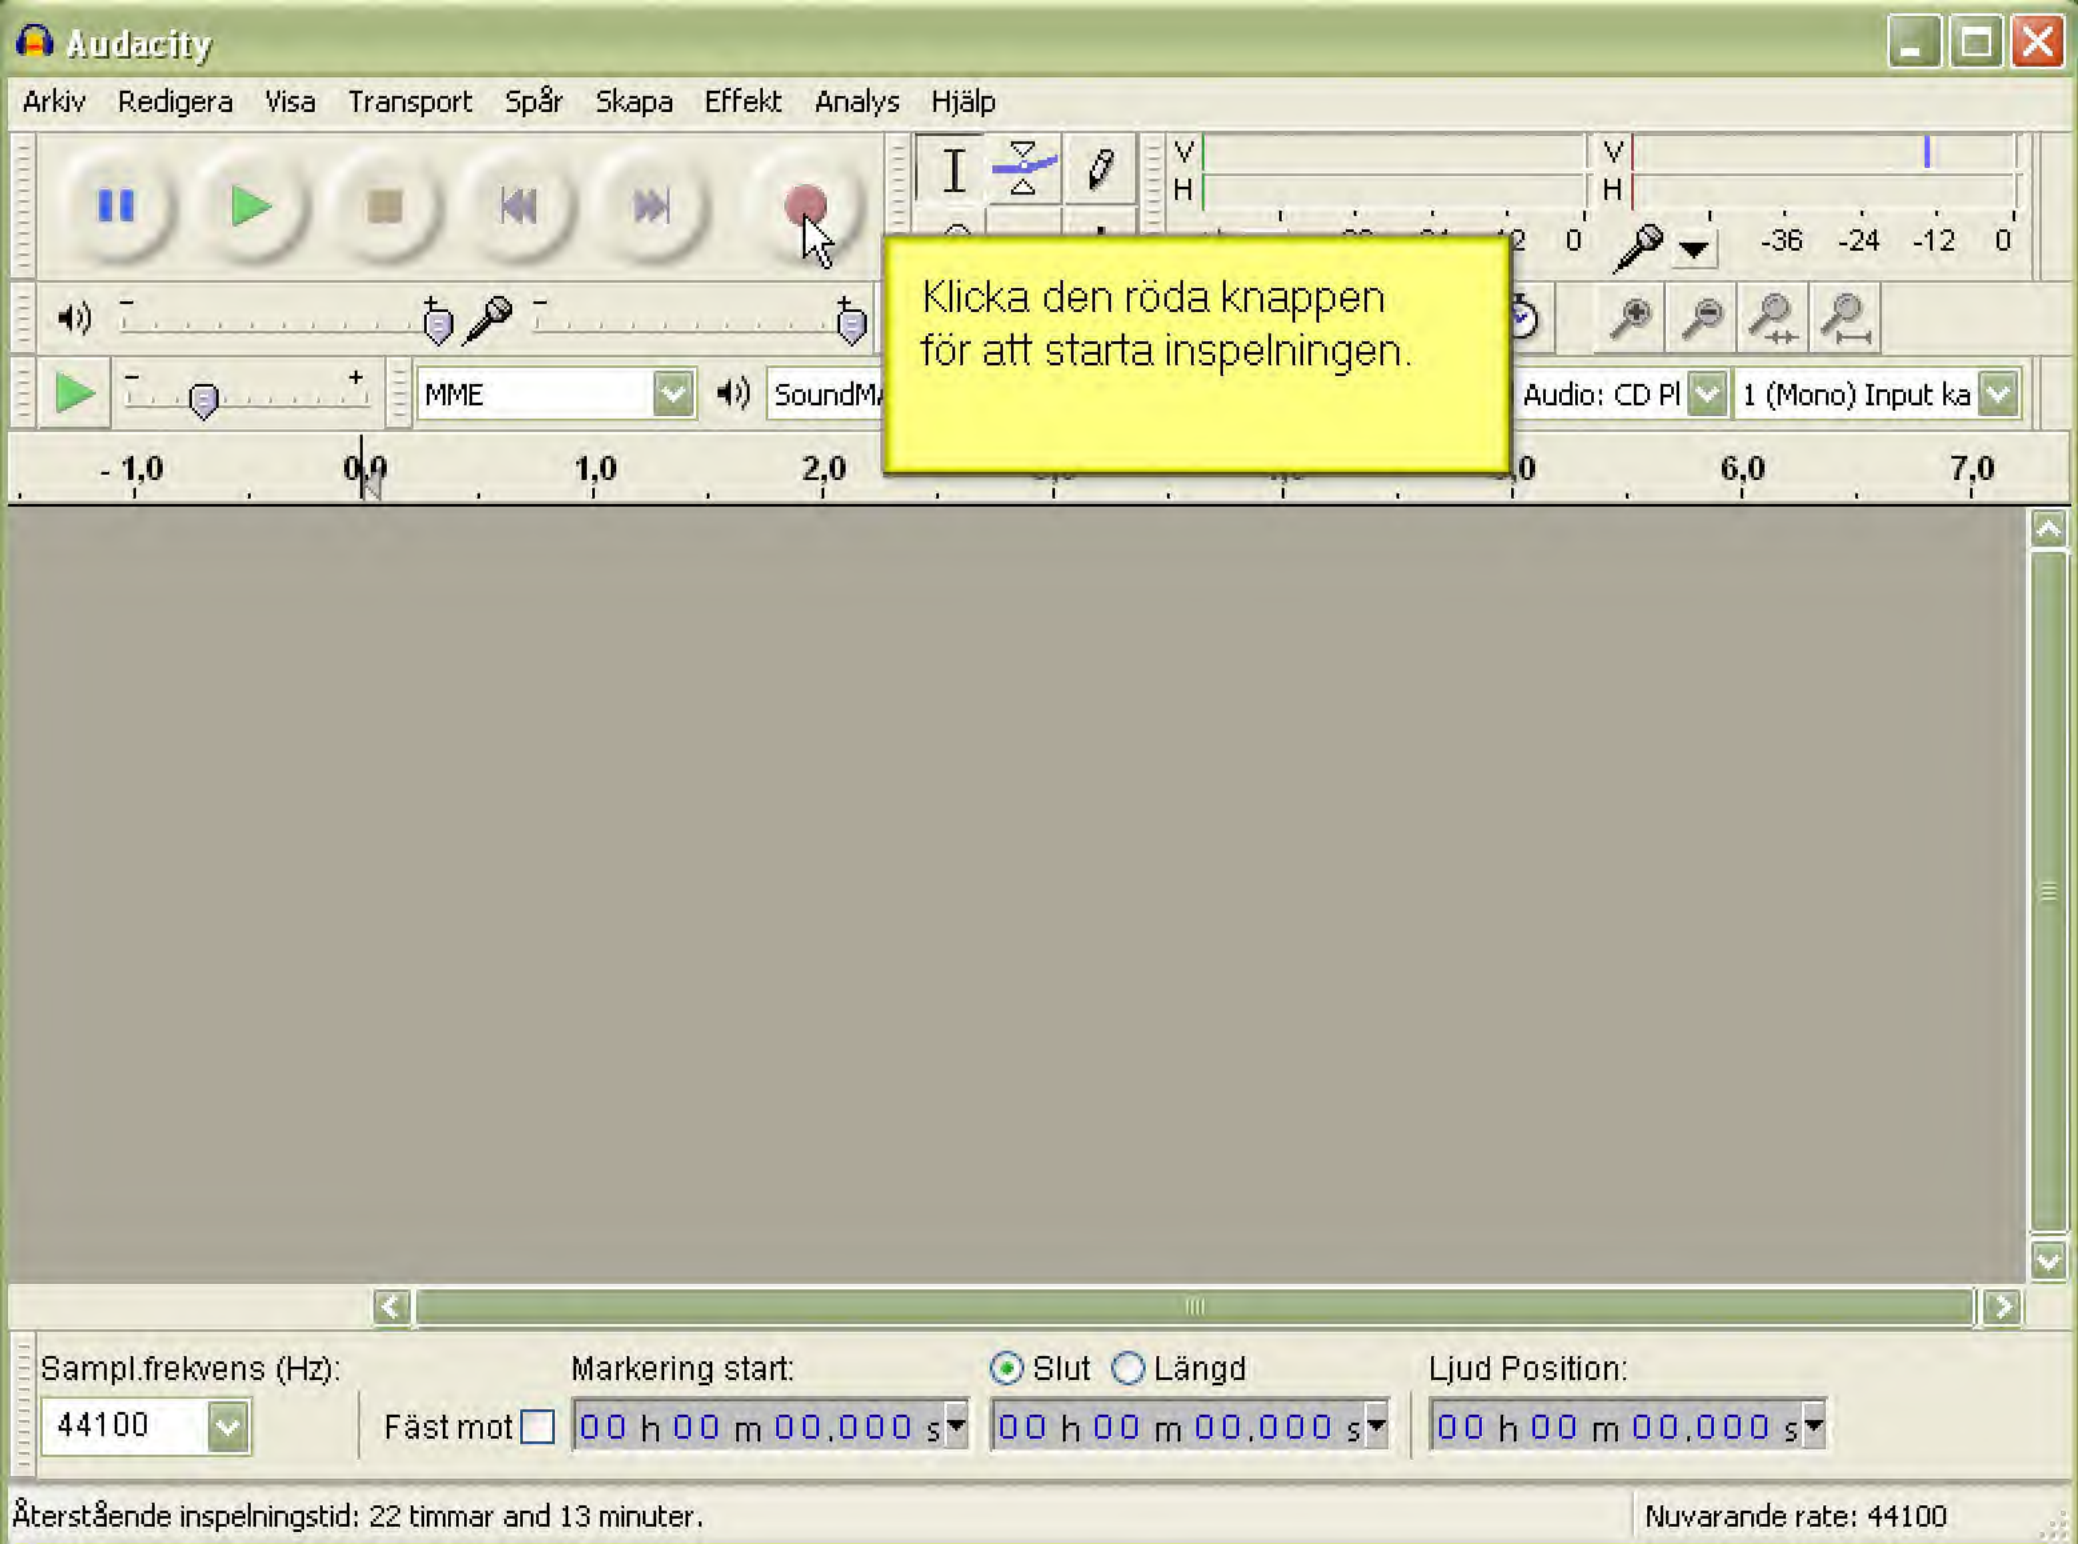 Audacity
Arkiv Redigera Visa Transport Spår Skapa Effekt Analys Hjälp
V V
H H
0 -36 -24 -12 0
Klicka den röda knappen
för att starta inspelningen.
- + - +
- + MME Audio: CD Pl 1 (Mono) Input ka
- 1,0 0,0 1,0 2,0 6,0 7,0
Sampl.frekvens (Hz): Markering start: Slut Längd Ljud Position:
44100 Fäst mot 00 h 00 m 00.000 s 00 h 00 m 00.000 s 00 h 00 m 00.000 s
Återstående inspelningstid: 22 timmar and 13 minuter. Nuvarande rate: 44100